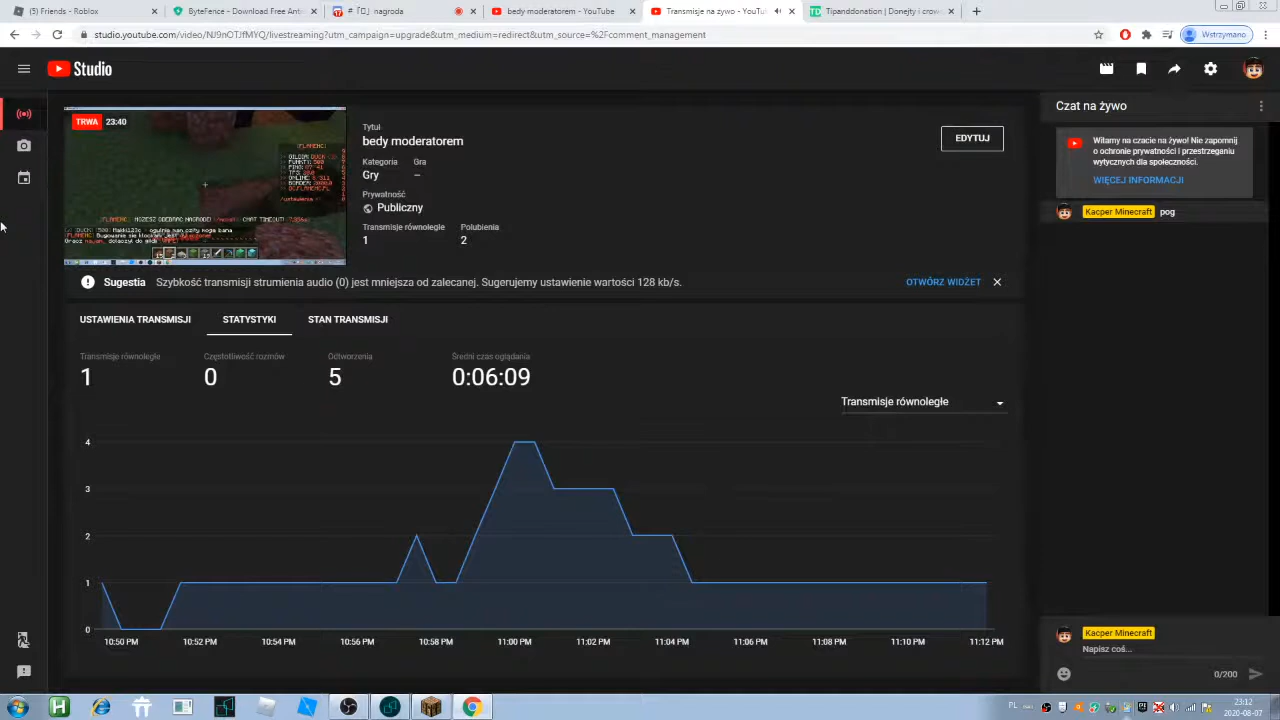 (5) Friends - Roblox
ByteFence - Download Free Anti
bedy moderatorem - YouTube
Transmisje na żywo - YouTu
Tipanddonation | Donejty i crow
studio.youtube.com/video/NJ9nOTJfMYQ/livestreaming?utm_campaign=upgrade&utm_medium=redirect&utm_source=%2Fcomment_management
Wstrzymano
Studio
TRWA 23:40
Tytuł
bedy moderatorem
Kategoria Gra
Gry –
Prywatność
Publiczny
Transmisje równoległe Polubienia
1 2
EDYTUJ
Sugestia Szybkość transmisji strumienia audio (0) jest mniejsza od zalecanej. Sugerujemy ustawienie wartości 128 kb/s.
OTWÓRZ WIDŻET
USTAWIENIA TRANSMISJI STATYSTYKI STAN TRANSMISJI
Transmisje równoległe Częstotliwość rozmów Odtworzenia Średni czas oglądania
1 0 5 0:06:09
Transmisje równoległe
4
3
2
1
0
10:50 PM 10:52 PM 10:54 PM 10:56 PM 10:58 PM 11:00 PM 11:02 PM 11:04 PM 11:06 PM 11:08 PM 11:10 PM 11:12 PM
Czat na żywo
Witamy na czacie na żywo! Nie zapomnij
o ochronie prywatności i przestrzeganiu
wytycznych dla społeczności.
WIĘCEJ INFORMACJI
Kacper Minecraft pog
Kacper Minecraft
Napisz coś...
0/200
PL
23:12
2020-08-07